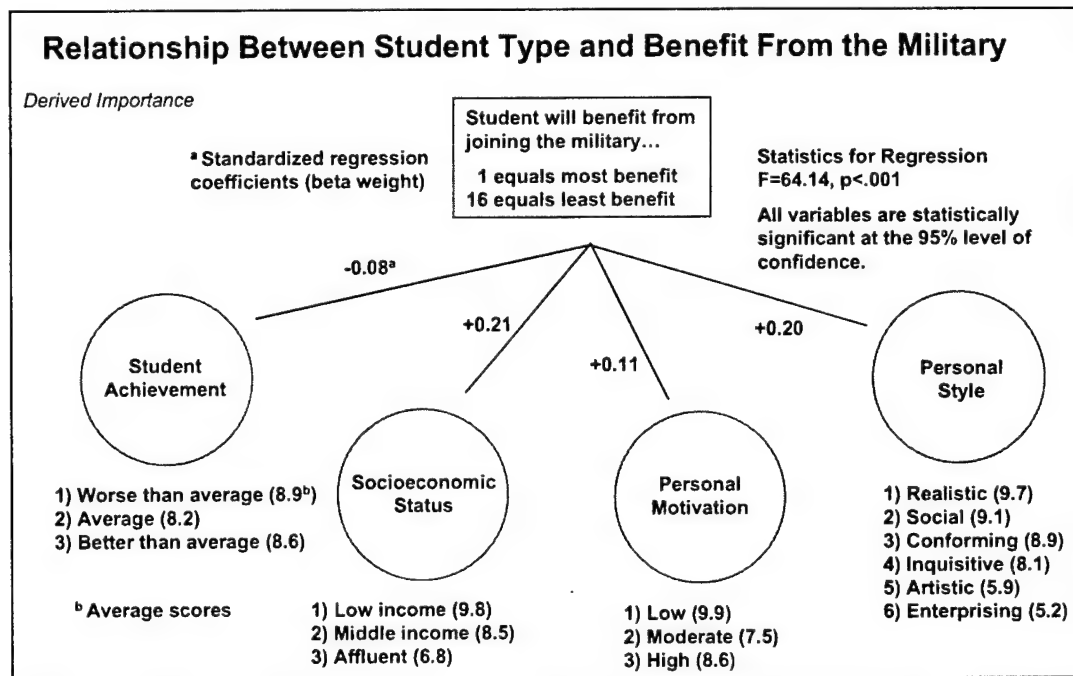 Relationship Between Student Type and Benefit From the Military
Derived Importance
Student will benefit from
joining the military...
1 equals most benefit
16 equals least benefit
ᵃ Standardized regression
coefficients (beta weight)
Statistics for Regression
F=64.14, p<.001
All variables are statistically
significant at the 95% level of
confidence.
-0.08ᵃ
+0.21
+0.11
+0.20
Student
Achievement
1) Worse than average (8.9ᵇ)
2) Average (8.2)
3) Better than average (8.6)
Socioeconomic
Status
1) Low income (9.8)
2) Middle income (8.5)
3) Affluent (6.8)
Personal
Motivation
1) Low (9.9)
2) Moderate (7.5)
3) High (8.6)
Personal
Style
1) Realistic (9.7)
2) Social (9.1)
3) Conforming (8.9)
4) Inquisitive (8.1)
5) Artistic (5.9)
6) Enterprising (5.2)
ᵇ Average scores